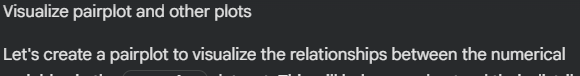 Visualize pairplot and other plots
Let's create a pairplot to visualize the relationships between the numerical